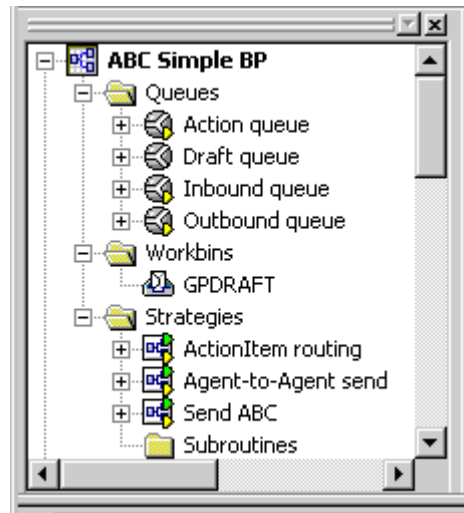 ABC Simple BP
Queues
Action queue
Draft queue
Inbound queue
Outbound queue
Workbins
GPDRAFT
Strategies
ActionItem routing
Agent-to-Agent send
Send ABC
Subroutines